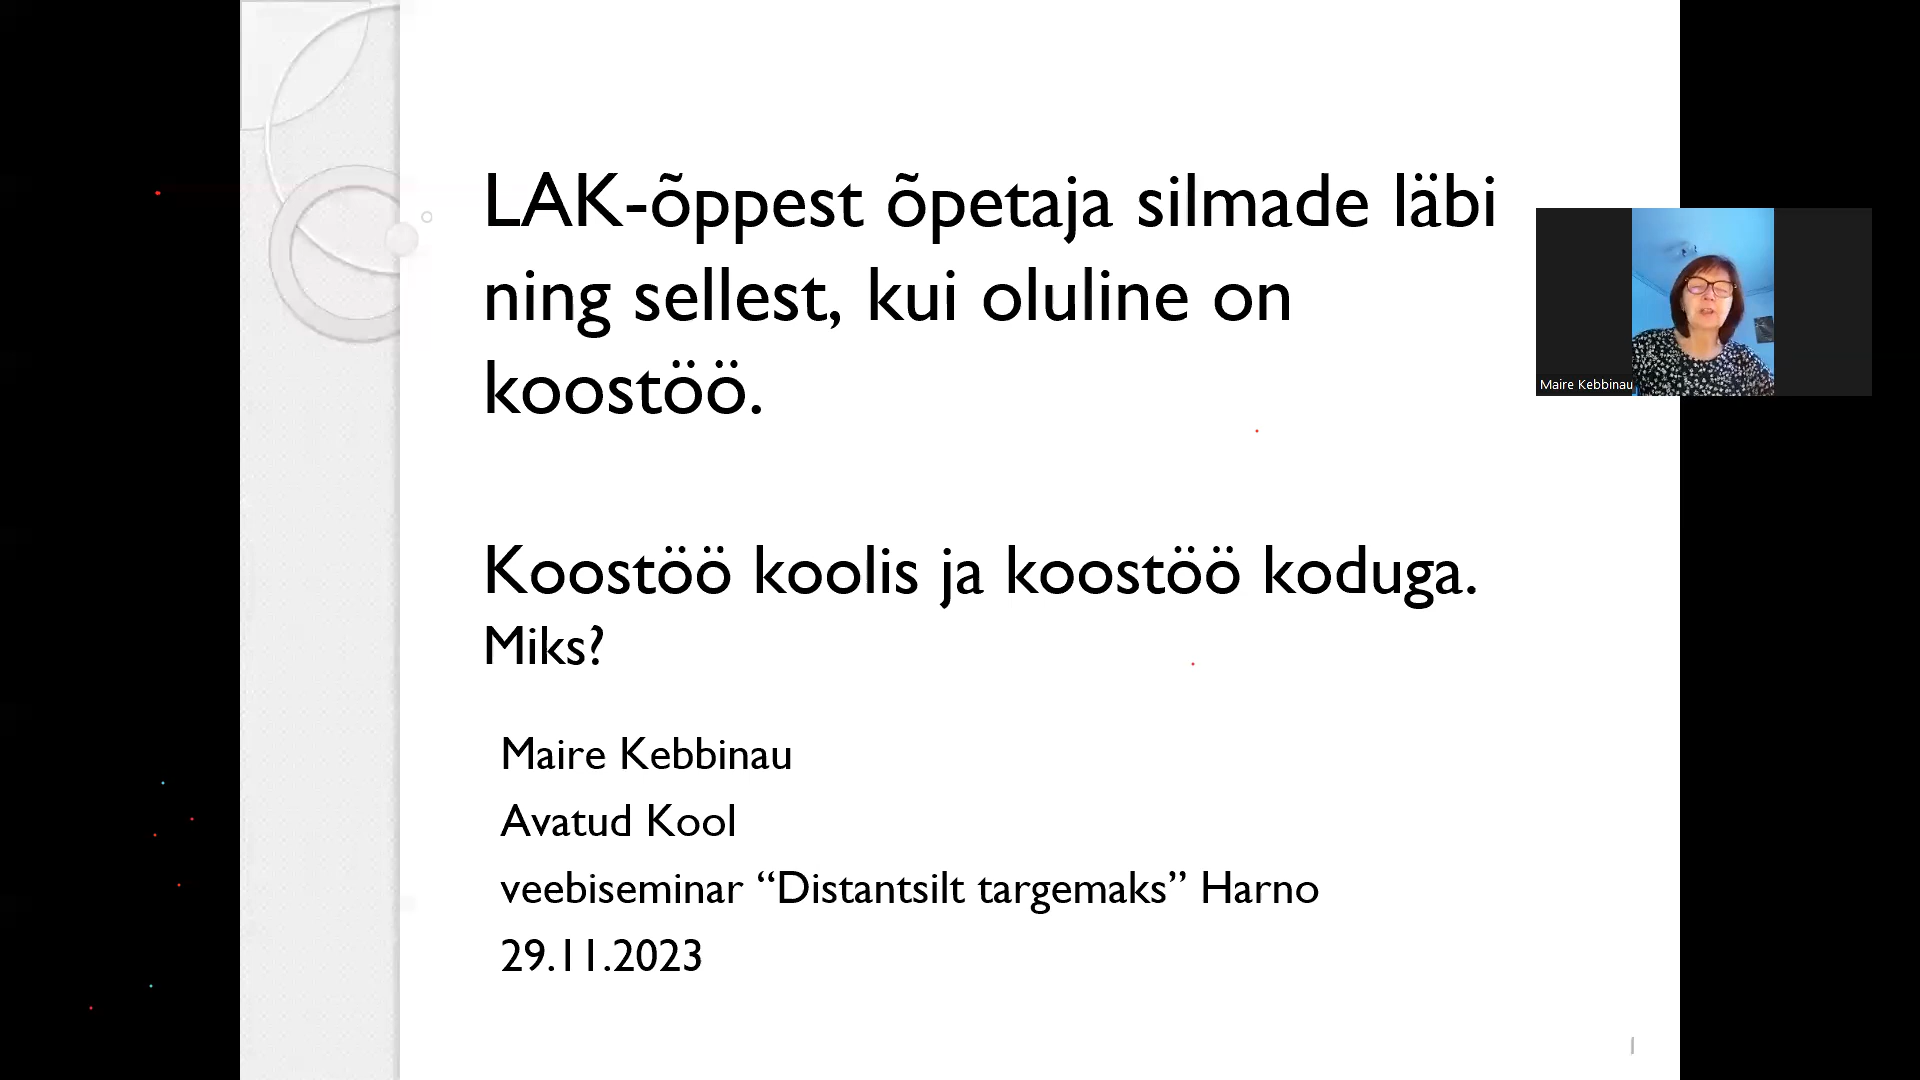 LAK-õppest õpetaja silmade läbi
ning sellest, kui oluline on
koostöö.
Koostöö koolis ja koostöö koduga.
Miks?
Maire Kebbinau
Avatud Kool
veebiseminar “Distantsilt targemaks” Harno
29.11.2023
Maire Kebbinau
1